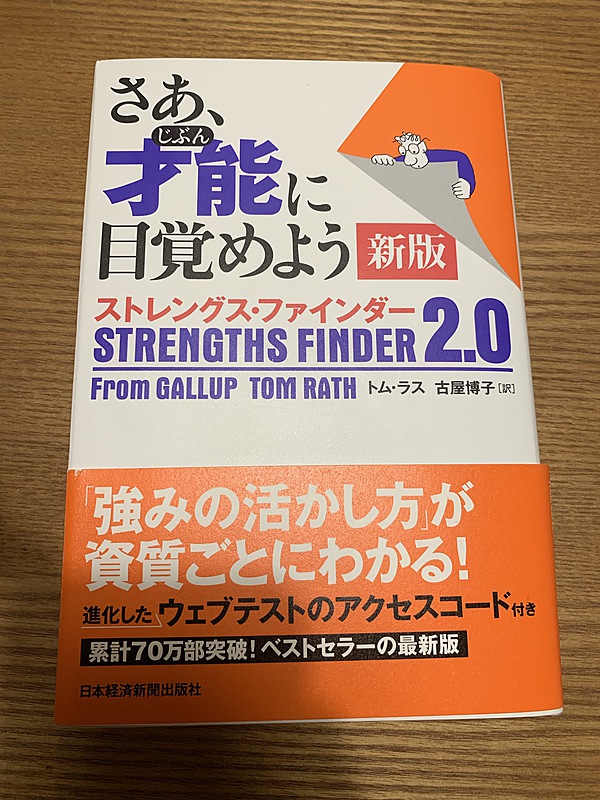 さあ、
じぶん
才能に
目覚めよう 新版
ストレングス・ファインダー
STRENGTHS FINDER 2.0
From GALLUP TOM RATH トム・ラス 古屋博子[訳]
「強みの活かし方」が
資質ごとにわかる!
進化した ウェブテストのアクセスコード付き
累計70万部突破!ベストセラーの最新版
日本経済新聞出版社